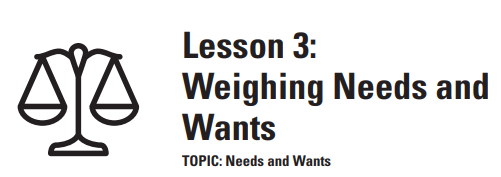 Lesson 3:
Weighing Needs and
Wants
TOPIC: Needs and Wants